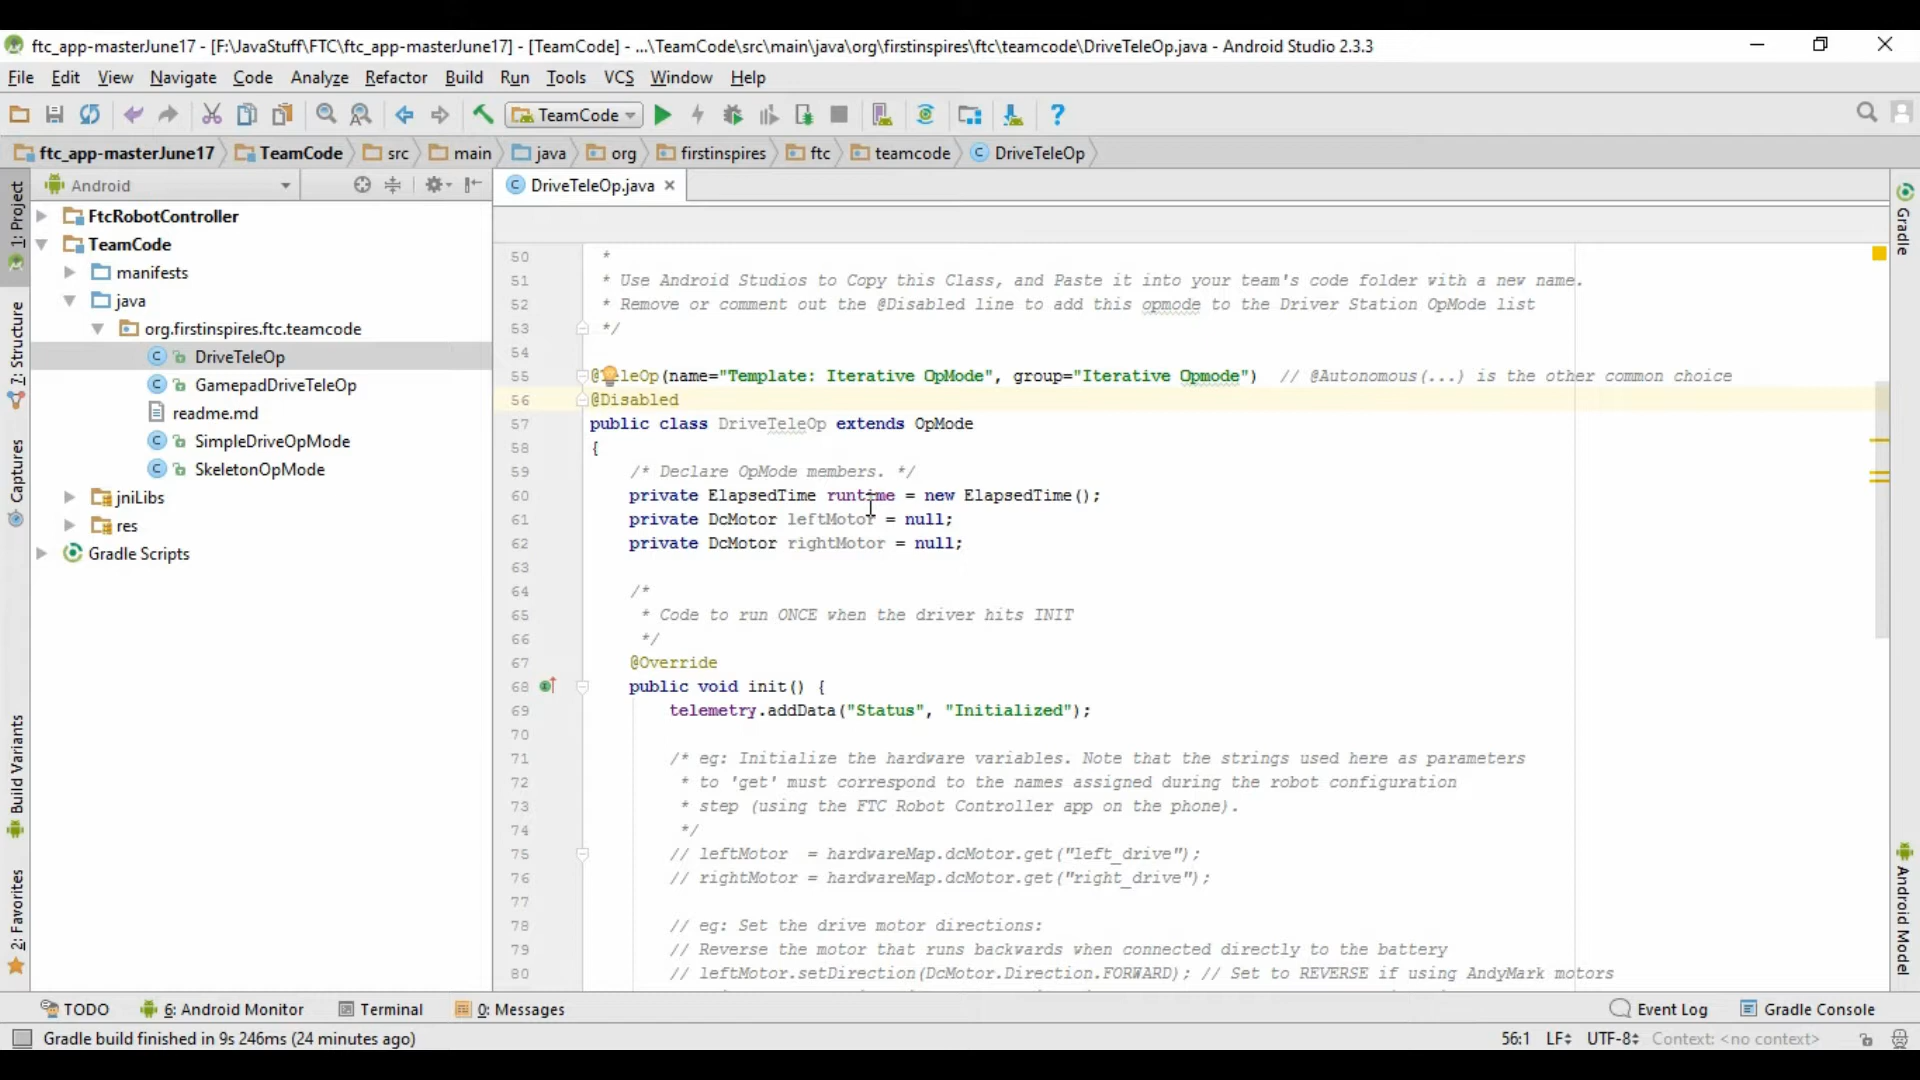 ftc_app-masterJune17 - [F:\JavaStuff\FTC\ftc_app-masterJune17] - [TeamCode] - ...\TeamCode\src\main\java\org\firstinspires\ftc\teamcode\DriveTeleOp.java - Android Studio 2.3.3
File Edit View Navigate Code Analyze Refactor Build Run Tools VCS Window Help
TeamCode
ftc_app-masterJune17 TeamCode src main java org firstinspires ftc teamcode DriveTeleOp
1: Project
7: Structure
Captures
Build Variants
2: Favorites
Android
FtcRobotController
TeamCode
manifests
java
org.firstinspires.ftc.teamcode
DriveTeleOp
GamepadDriveTeleOp
readme.md
SimpleDriveOpMode
SkeletonOpMode
jniLibs
res
Gradle Scripts
DriveTeleOp.java
50 *
51 * Use Android Studios to Copy this Class, and Paste it into your team's code folder with a new name.
52 * Remove or comment out the @Disabled line to add this opmode to the Driver Station OpMode list
53 */
54
55 @TeleOp(name="Template: Iterative OpMode", group="Iterative Opmode") // @Autonomous(...) is the other common choice
56 @Disabled
57 public class DriveTeleOp extends OpMode
58 {
59 /* Declare OpMode members. */
60 private ElapsedTime runtime = new ElapsedTime();
61 private DcMotor leftMotor = null;
62 private DcMotor rightMotor = null;
63
64 /*
65 * Code to run ONCE when the driver hits INIT
66 */
67 @Override
68 public void init() {
69 telemetry.addData("Status", "Initialized");
70
71 /* eg: Initialize the hardware variables. Note that the strings used here as parameters
72 * to 'get' must correspond to the names assigned during the robot configuration
73 * step (using the FTC Robot Controller app on the phone).
74 */
75 // leftMotor = hardwareMap.dcMotor.get("left_drive");
76 // rightMotor = hardwareMap.dcMotor.get("right_drive");
77
78 // eg: Set the drive motor directions:
79 // Reverse the motor that runs backwards when connected directly to the battery
80 // leftMotor.setDirection(DcMotor.Direction.FORWARD); // Set to REVERSE if using AndyMark motors
Gradle
Android Model
TODO 6: Android Monitor Terminal 0: Messages Event Log Gradle Console
Gradle build finished in 9s 246ms (24 minutes ago) 56:1 LF UTF-8 Context: <no context>